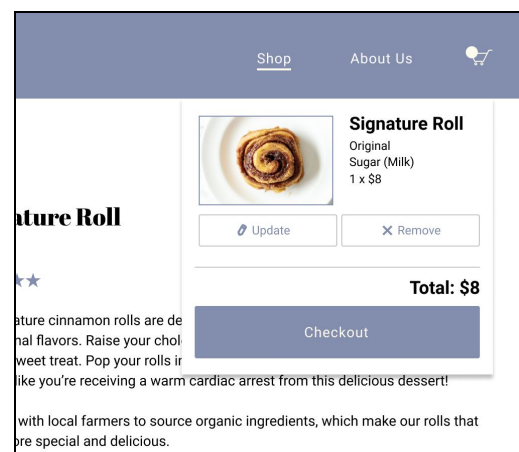 Shop
About Us
Signature Roll
Original
Sugar (Milk)
1 x $8
Update
Remove
Total: $8
Checkout
ature Roll
ature cinnamon rolls are de
nal flavors. Raise your chol
weet treat. Pop your rolls in
like you’re receiving a warm cardiac arrest from this delicious dessert!
with local farmers to source organic ingredients, which make our rolls that
ore special and delicious.